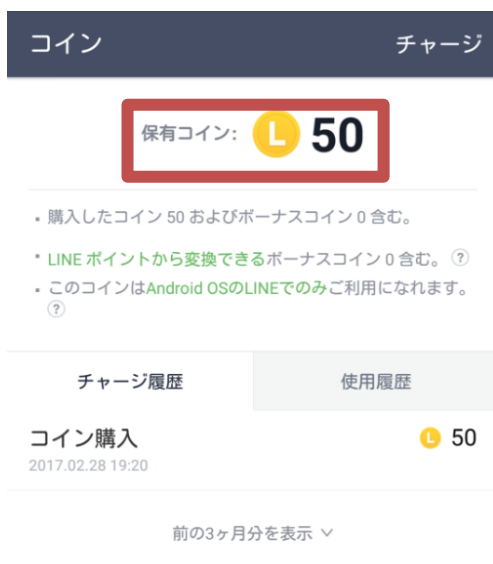 コイン チャージ
保有コイン: L 50
・購入したコイン 50 およびボーナスコイン 0 含む。
・LINE ポイントから変換できるボーナスコイン 0 含む。 ?
・このコインはAndroid OSのLINEでのみご利用になれます。
?
チャージ履歴 使用履歴
コイン購入 L 50
2017.02.28 19:20
前の3ヶ月分を表示